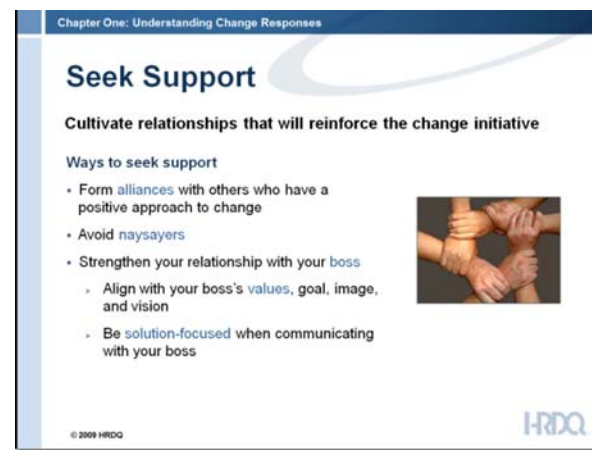 Chapter One: Understanding Change Responses
Seek Support
Cultivate relationships that will reinforce the change initiative
Ways to seek support
▪ Form alliances with others who have a
positive approach to change
▪ Avoid naysayers
▪ Strengthen your relationship with your boss
➢ Align with your boss's values, goal, image,
and vision
➢ Be solution-focused when communicating
with your boss
© 2009 HRDQ
HRDQ